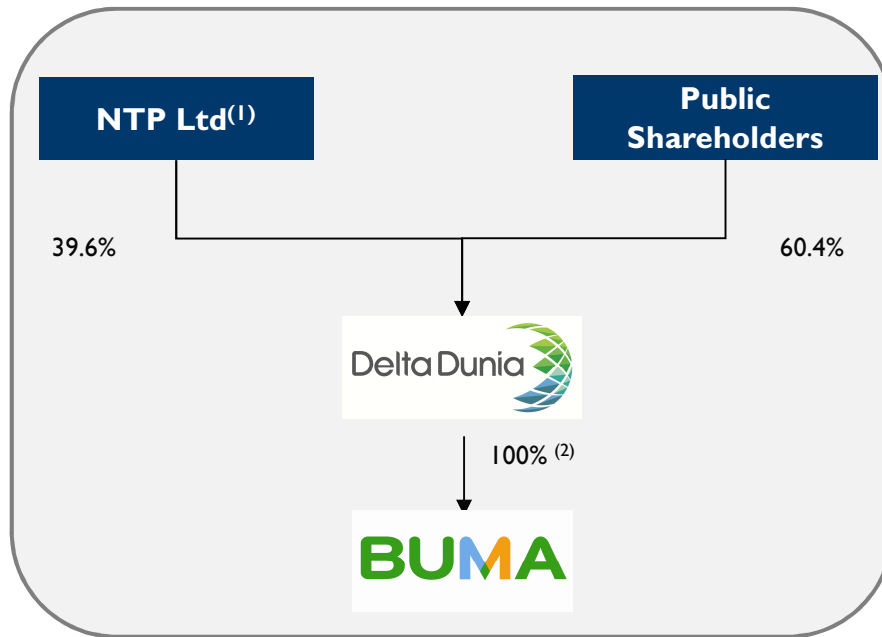 NTP Ltd(1)
Public
Shareholders
39.6%
60.4%
Delta Dunia
100% (2)
BUMA